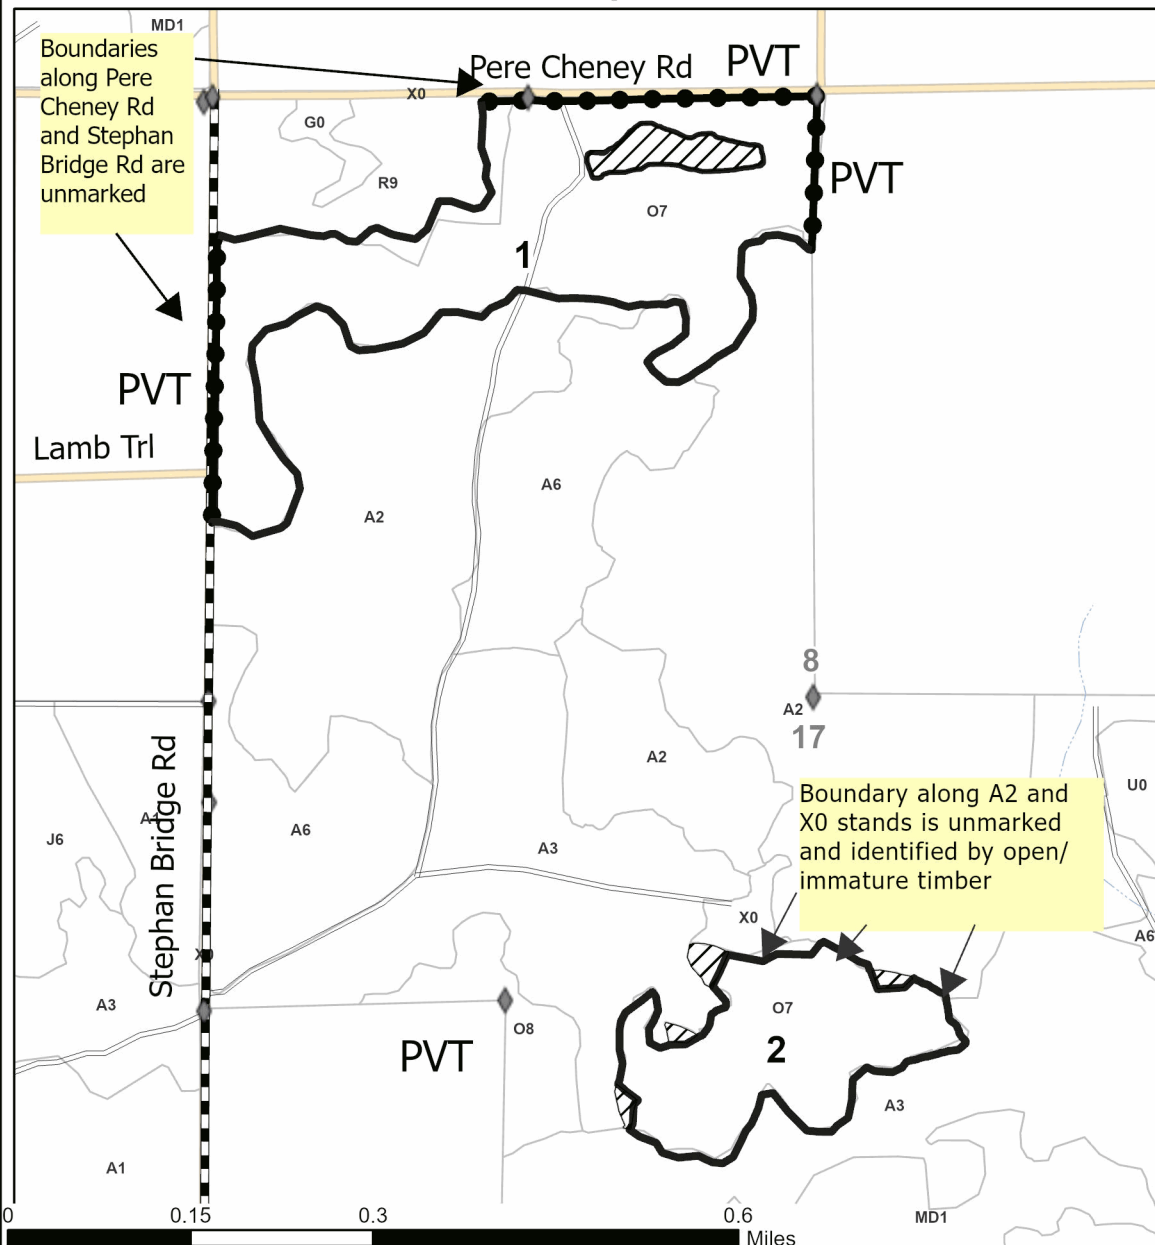 MD1
Boundaries
along Pere
Cheney Rd
and Stephan
Bridge Rd are
unmarked
Pere Cheney Rd
PVT
X0
G0
R9
PVT
O7
1
PVT
Lamb Trl
A6
A2
8
A2
17
Stephan Bridge Rd
A2
Boundary along A2 and
X0 stands is unmarked
and identified by open/
immature timber
U0
J6
A1
A6
A3
X0
A6
X0
A3
O7
O8
2
PVT
A3
A1
MD1
0 0.15 0.3 0.6
Miles